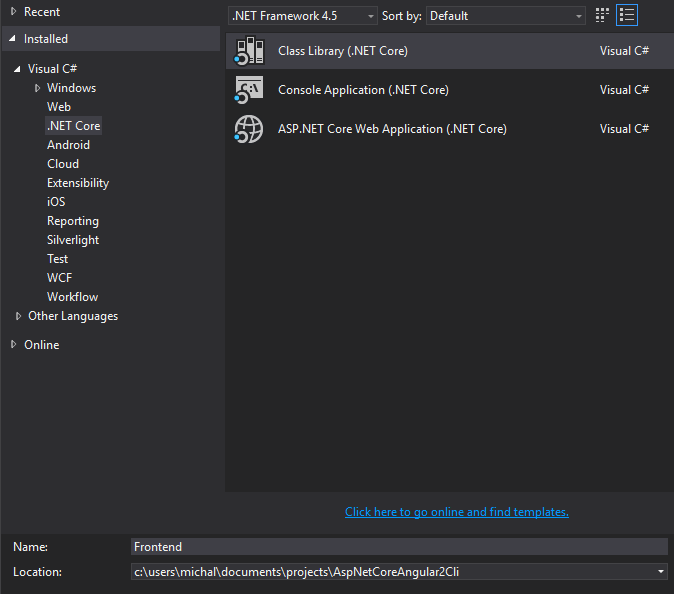 Recent
Installed
Visual C#
Windows
Web
.NET Core
Android
Cloud
Extensibility
iOS
Reporting
Silverlight
Test
WCF
Workflow
Other Languages
Online
.NET Framework 4.5 Sort by: Default
Class Library (.NET Core) Visual C#
Console Application (.NET Core) Visual C#
ASP.NET Core Web Application (.NET Core) Visual C#
Click here to go online and find templates.
Name: Frontend
Location: c:\users\michal\documents\projects\AspNetCoreAngular2Cli